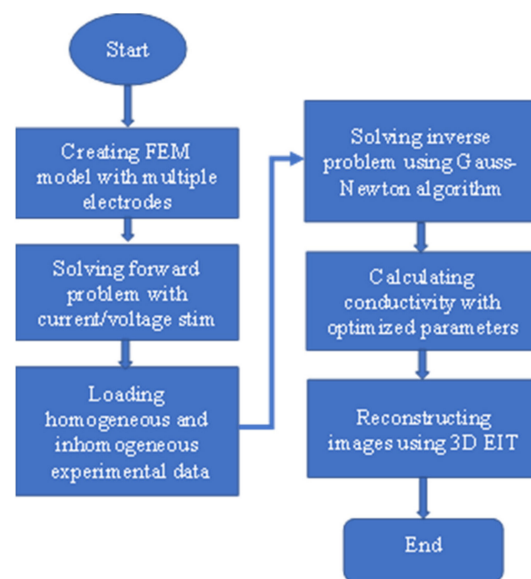 Start
Creating FEM
model with multiple
electrodes
Solving forward
problem with
current/voltage stim
Loading
homogeneous and
inhomogeneous
experimental data
Solving inverse
problem using Gauss-
Newton algorithm
Calculating
conductivity with
optimized parameters
Reconstructing
images using 3D EIT
End